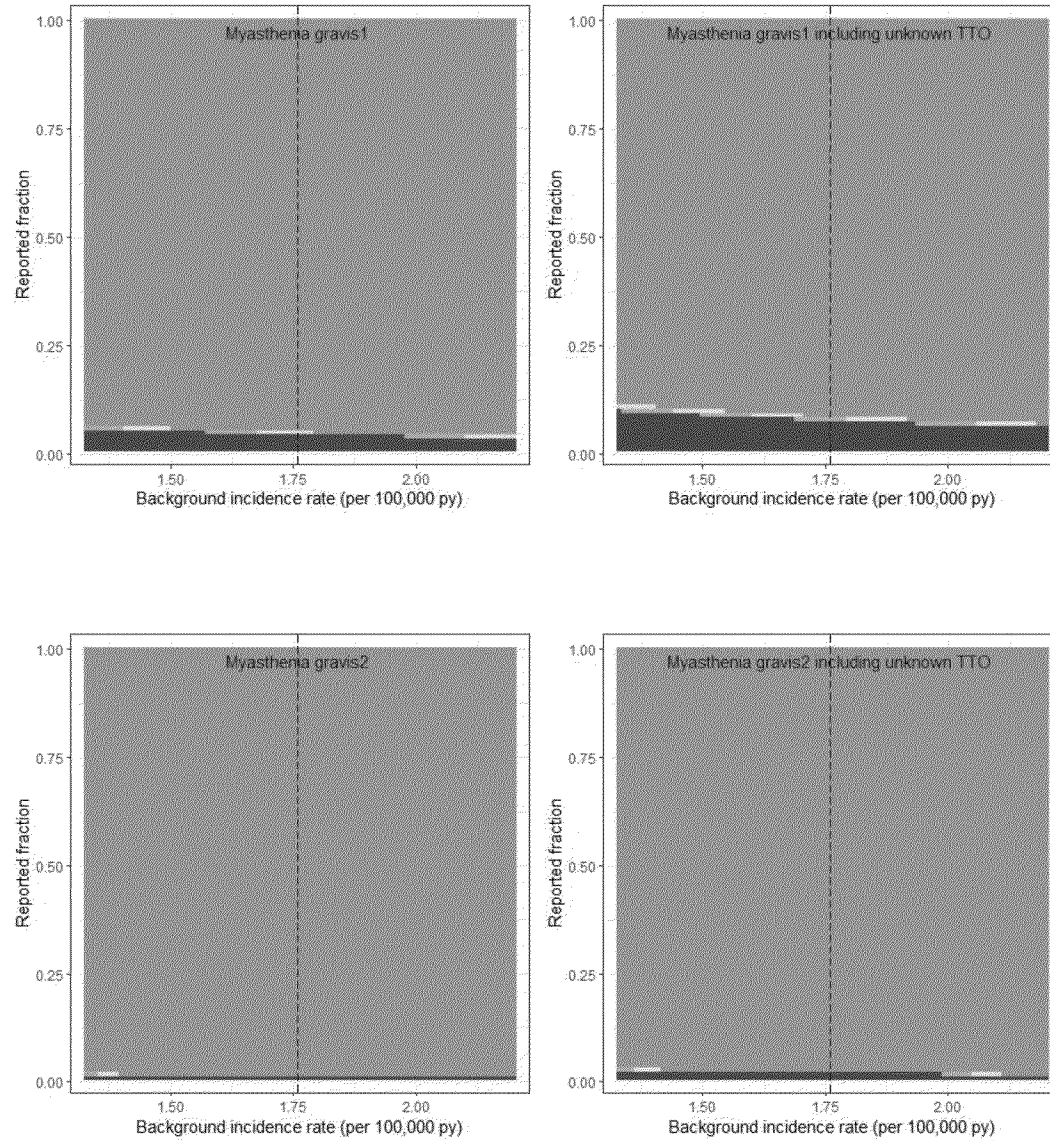 Myasthenia gravis1
1.00
0.75
0.50
0.25
0.00
Reported fraction
1.50 1.75 2.00
Background incidence rate (per 100,000 py)
Myasthenia gravis1 including unknown TTO
1.00
0.75
0.50
0.25
0.00
Reported fraction
1.50 1.75 2.00
Background incidence rate (per 100,000 py)
Myasthenia gravis2
1.00
0.75
0.50
0.25
0.00
Reported fraction
1.50 1.75 2.00
Background incidence rate (per 100,000 py)
Myasthenia gravis2 including unknown TTO
1.00
0.75
0.50
0.25
0.00
Reported fraction
1.50 1.75 2.00
Background incidence rate (per 100,000 py)